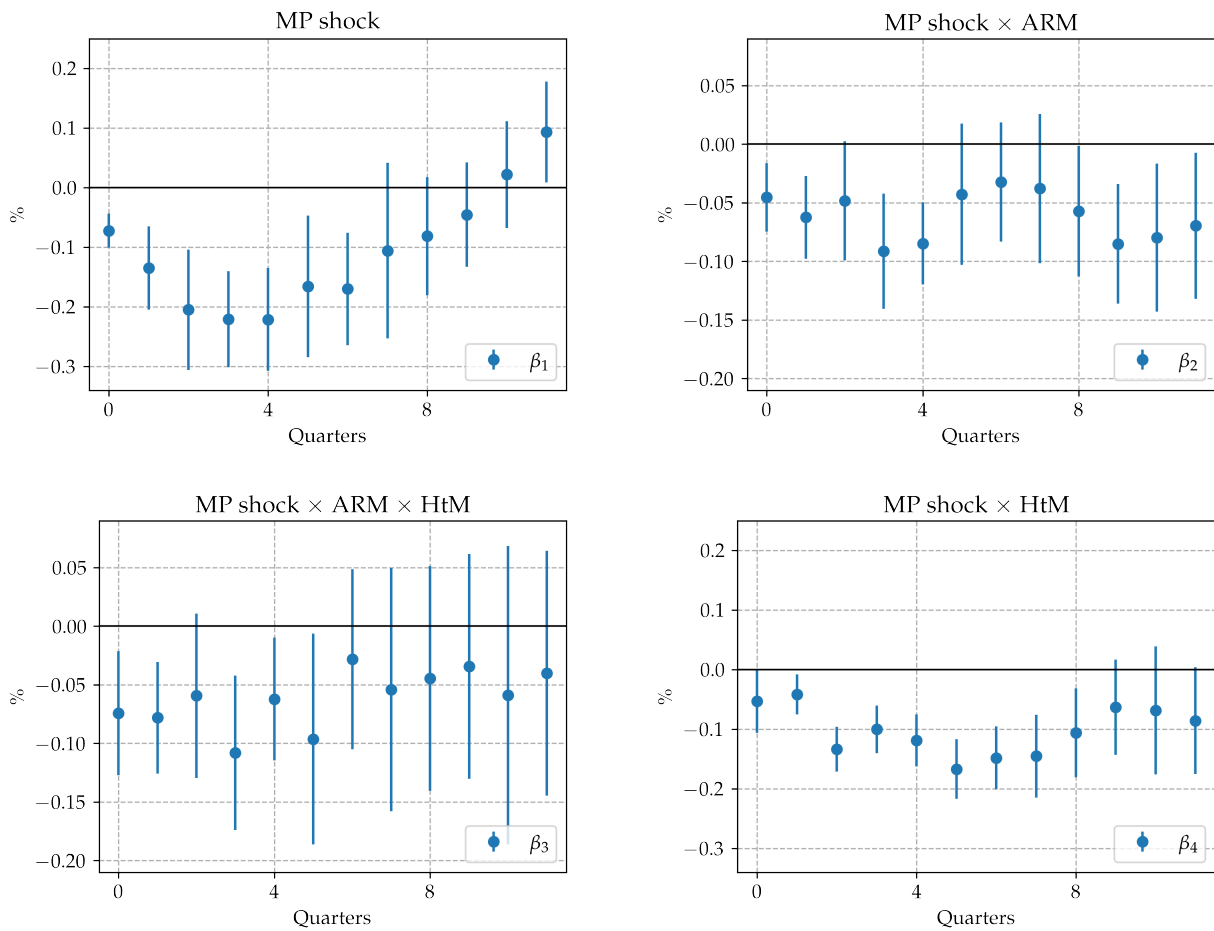 MP shock
0.2
0.1
0.0
−0.1
−0.2
−0.3
%
0 4 8
Quarters
β1
MP shock × ARM
0.05
0.00
−0.05
−0.10
−0.15
−0.20
%
0 4 8
Quarters
β2
MP shock × ARM × HtM
0.05
0.00
−0.05
−0.10
−0.15
−0.20
%
0 4 8
Quarters
β3
MP shock × HtM
0.2
0.1
0.0
−0.1
−0.2
−0.3
%
0 4 8
Quarters
β4